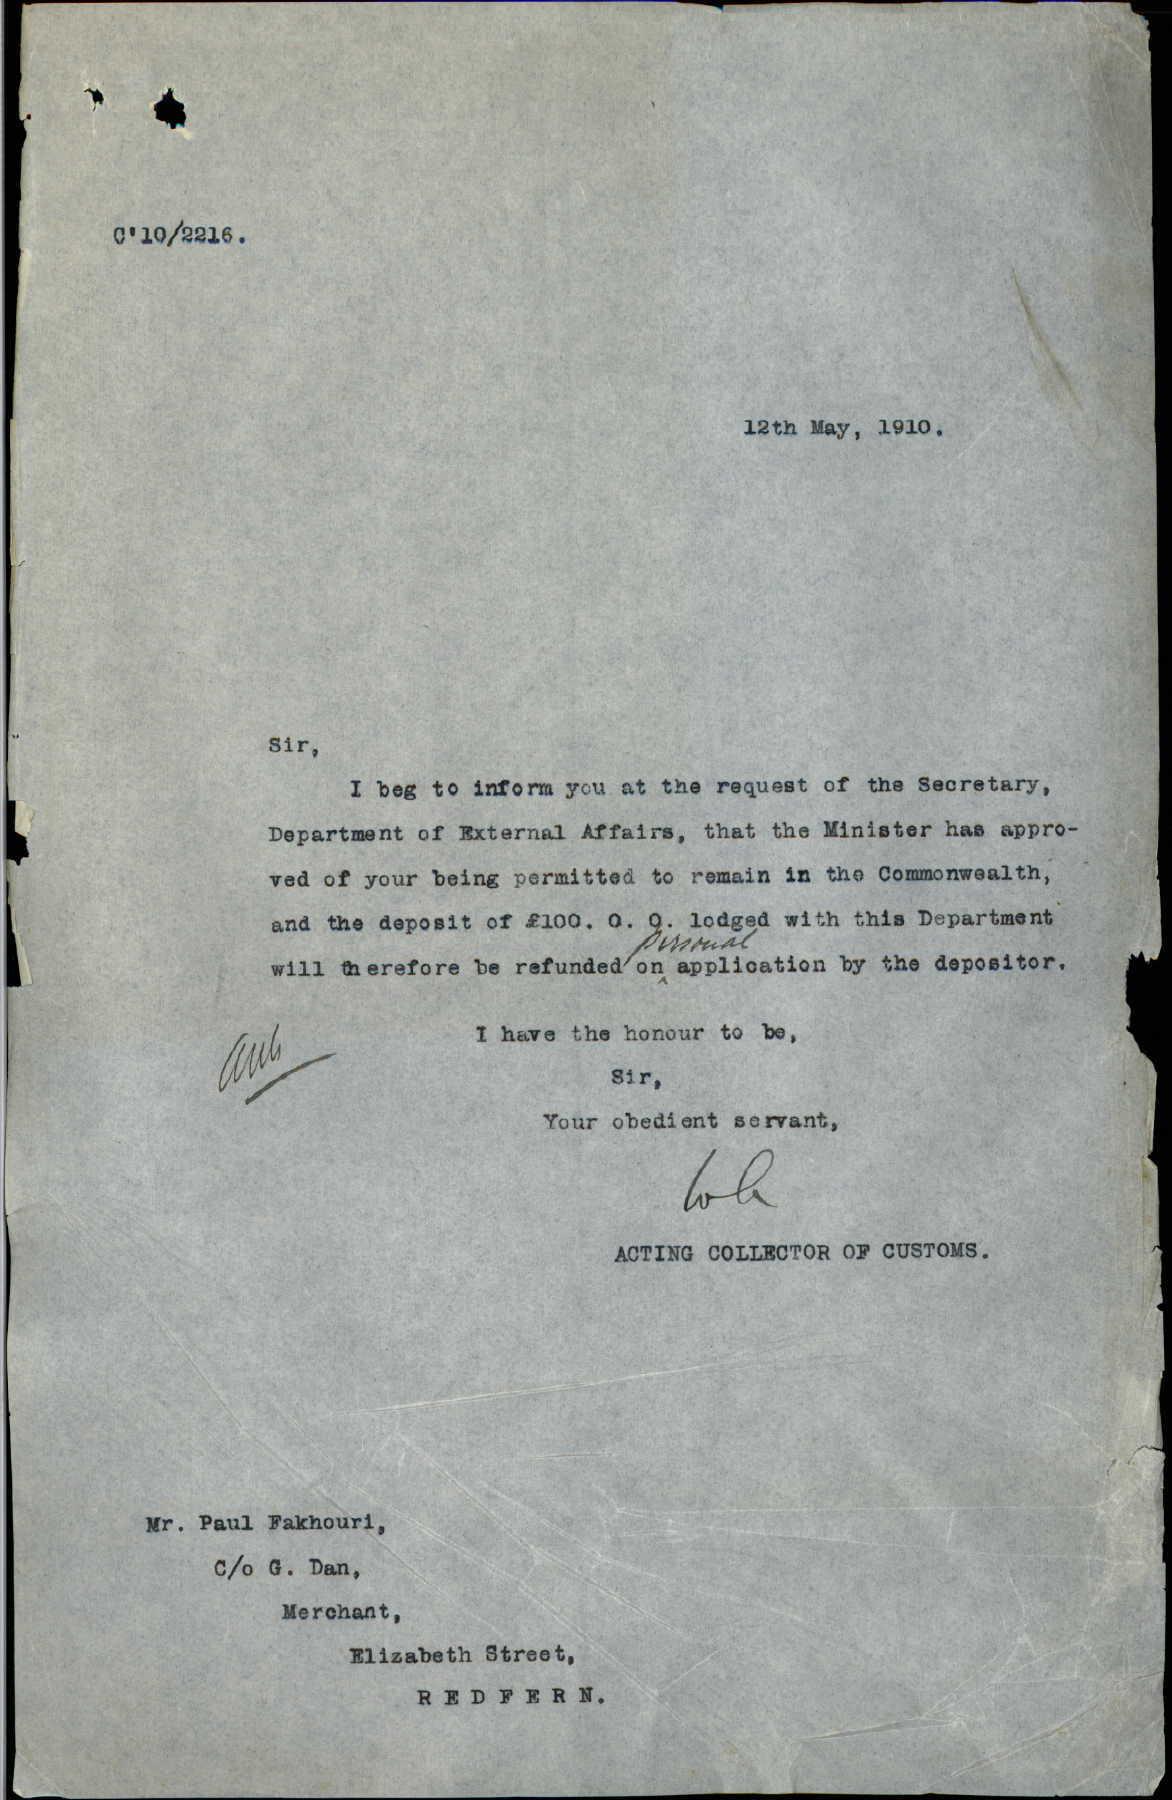 C'10/2216.
12th May, 1910.
Sir,
I beg to inform you at the request of the Secretary,
Department of External Affairs, that the Minister has appro-
ved of your being permitted to remain in the Commonwealth,
and the deposit of £100. 0. 0. lodged with this Department
personal
will therefore be refunded on ^ application by the depositor.
I have the honour to be,
Sir,
Your obedient servant,
ACTING COLLECTOR OF CUSTOMS.
Mr. Paul Fakhouri,
C/o G. Dan,
Merchant,
Elizabeth Street,
REDFERN.